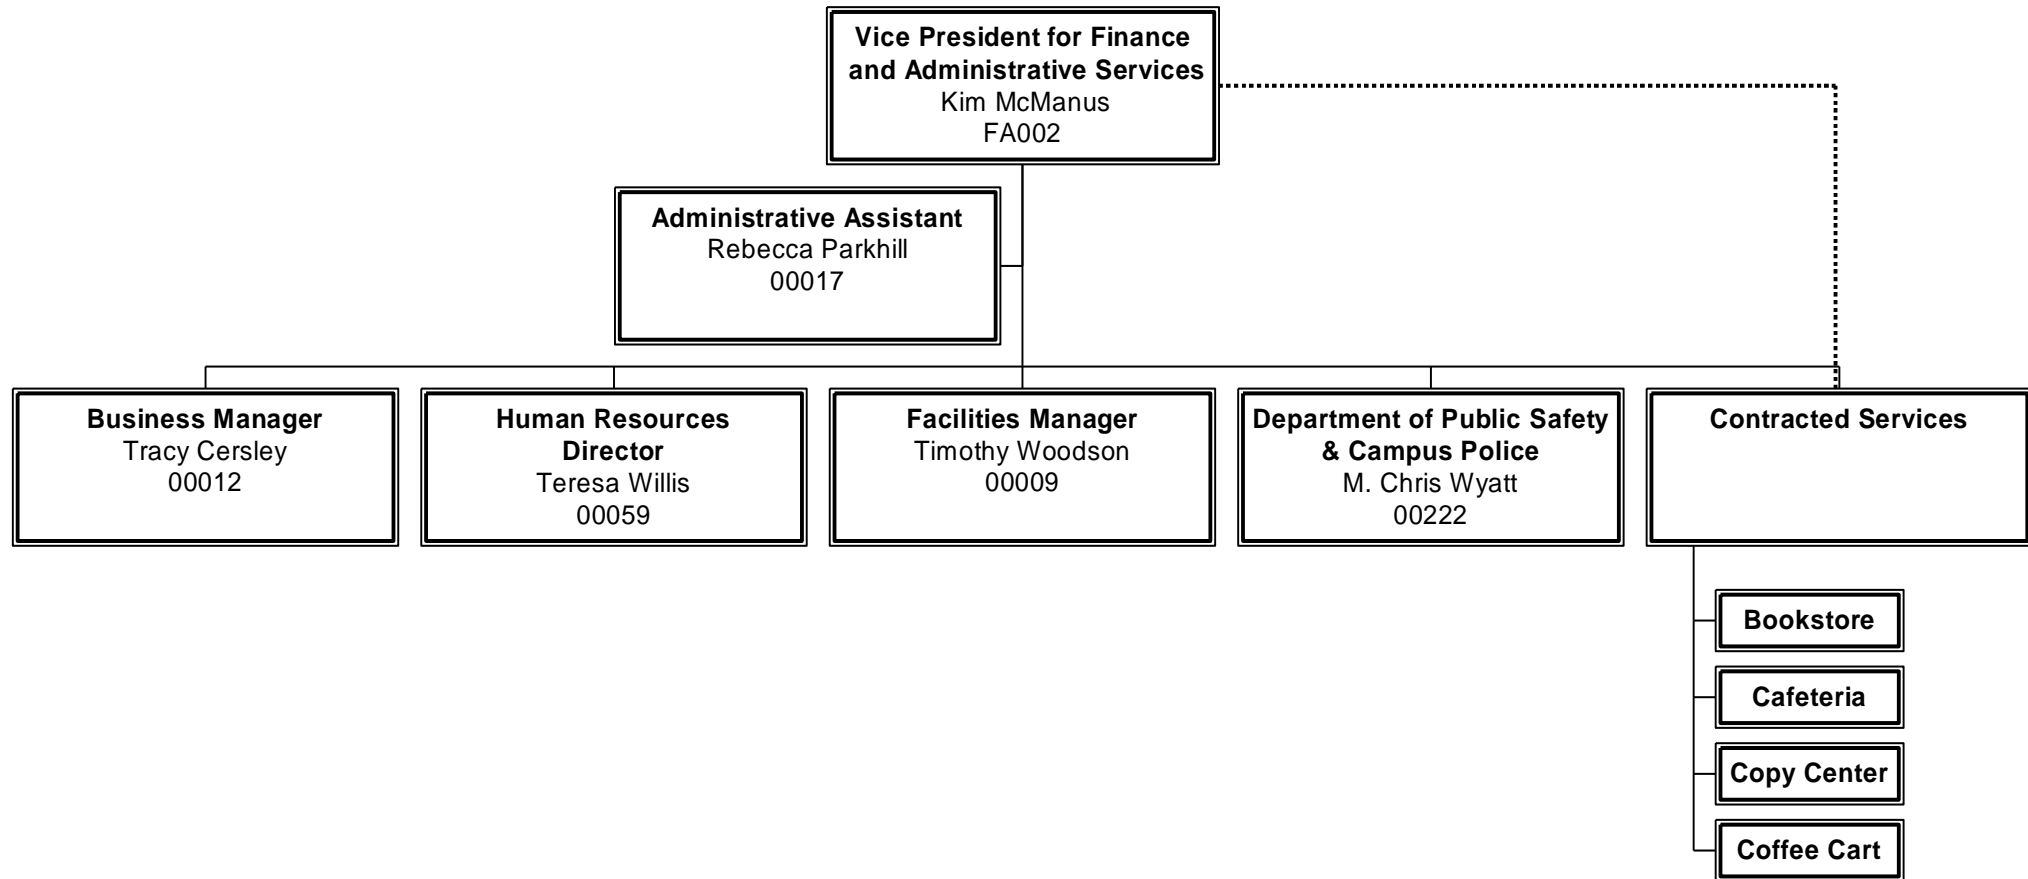 Vice President for Finance
and Administrative Services
Kim McManus
FA002
Administrative Assistant
Rebecca Parkhill
00017
Business Manager
Tracy Cersley
00012
Human Resources
Director
Teresa Willis
00059
Facilities Manager
Timothy Woodson
00009
Department of Public Safety
& Campus Police
M. Chris Wyatt
00222
Contracted Services
Bookstore
Cafeteria
Copy Center
Coffee Cart